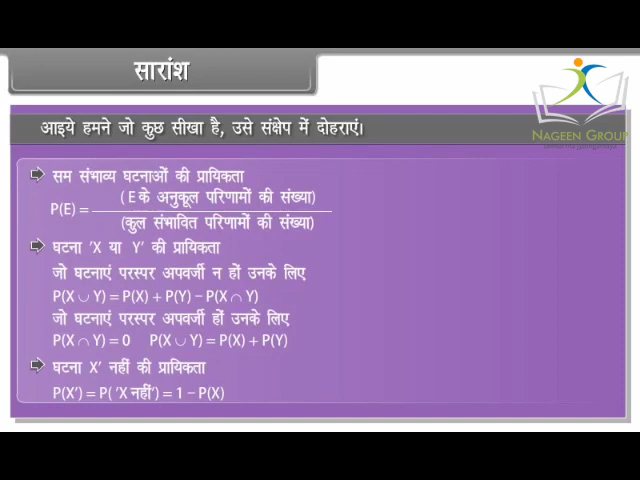 सारांश
NAGEEN GROUP
आइये हमने जो कुछ सीखा है, उसे संक्षेप में दोहराएं।
सम संभाव्य घटनाओं की प्रायिकता
P(E) = (E के अनुकूल परिणामों की संख्या)
(कुल संभावित परिणामों की संख्या)
घटना 'X या Y' की प्रायिकता
जो घटनाएं परस्पर अपवर्जी न हों उनके लिए
P(X ∪ Y) = P(X) + P(Y) − P(X ∩ Y)
जो घटनाएं परस्पर अपवर्जी हों उनके लिए
P(X ∩ Y) = 0 P(X ∪ Y) = P(X) + P(Y)
घटना X' नहीं की प्रायिकता
P(X') = P( 'X नहीं') = 1 − P(X)